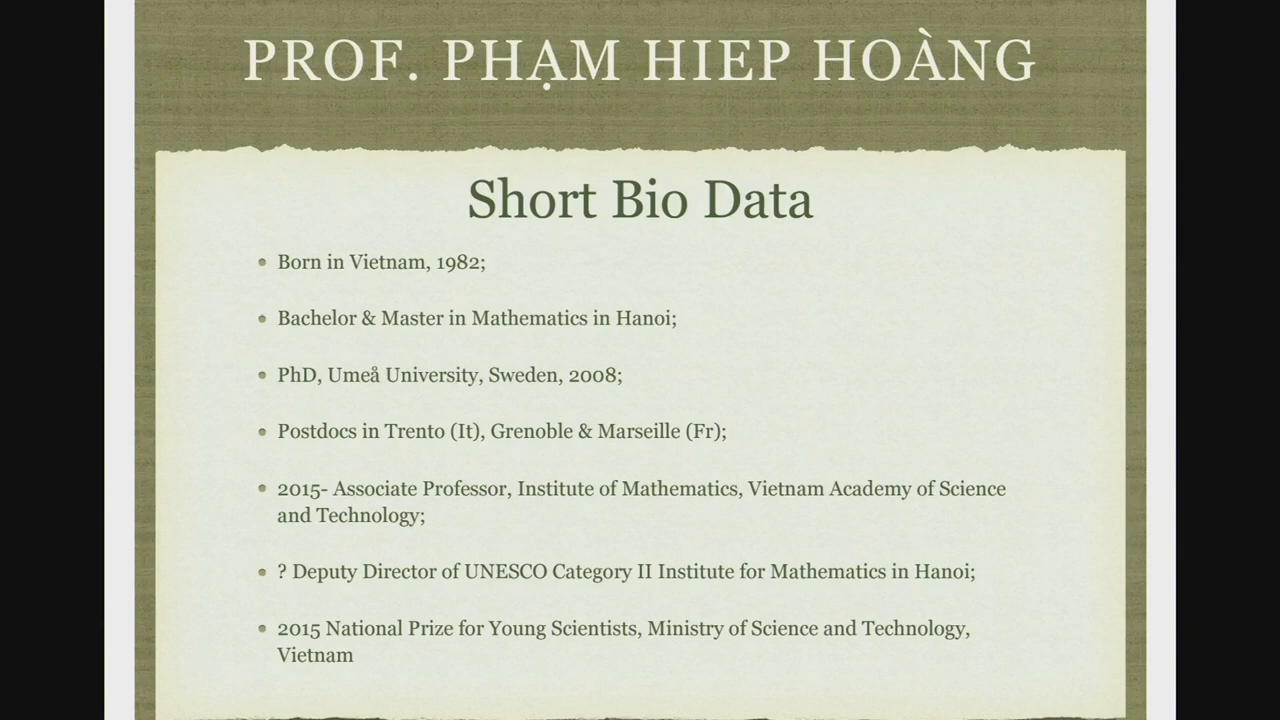 PROF. PHẠM HIEP HOÀNG
Short Bio Data
• Born in Vietnam, 1982;
• Bachelor & Master in Mathematics in Hanoi;
• PhD, Umeå University, Sweden, 2008;
• Postdocs in Trento (It), Grenoble & Marseille (Fr);
• 2015- Associate Professor, Institute of Mathematics, Vietnam Academy of Science
and Technology;
• ? Deputy Director of UNESCO Category II Institute for Mathematics in Hanoi;
• 2015 National Prize for Young Scientists, Ministry of Science and Technology,
Vietnam